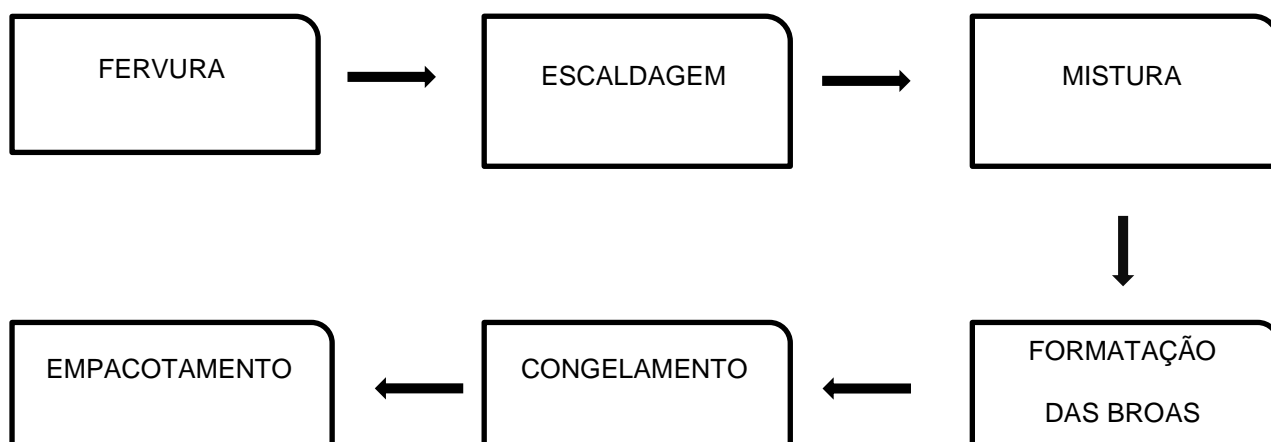 FERVURA
ESCALDAGEM
MISTURA
FORMATAÇÃO
DAS BROAS
CONGELAMENTO
EMPACOTAMENTO